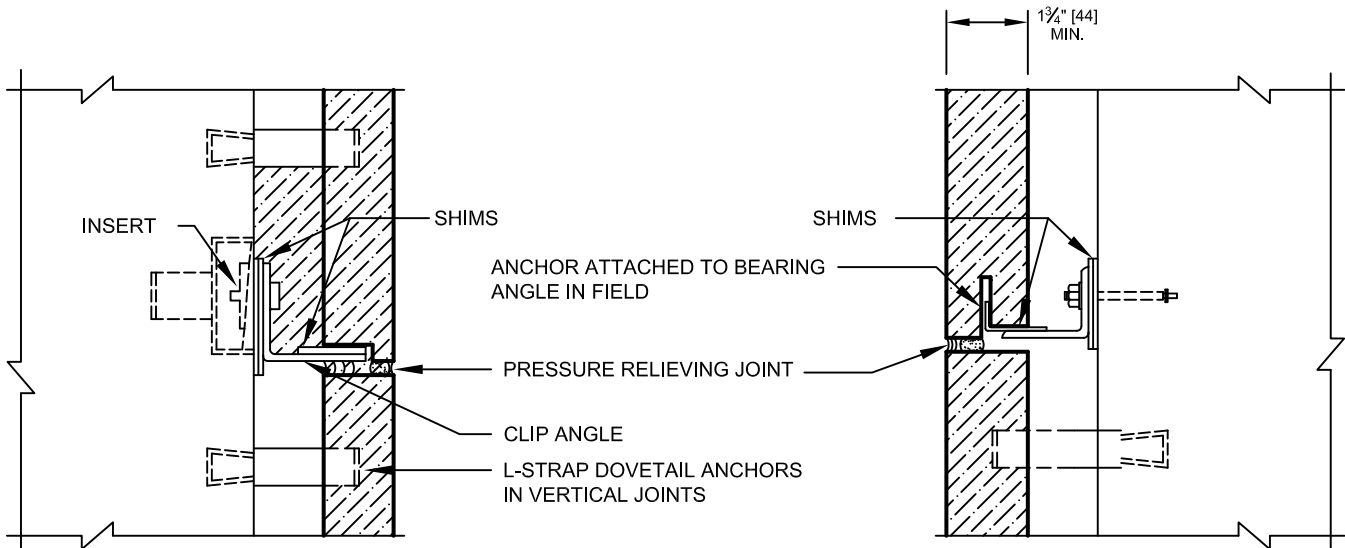 1¾" [44]
MIN.
INSERT
SHIMS
SHIMS
ANCHOR ATTACHED TO BEARING
ANGLE IN FIELD
PRESSURE RELIEVING JOINT
CLIP ANGLE
L-STRAP DOVETAIL ANCHORS
IN VERTICAL JOINTS